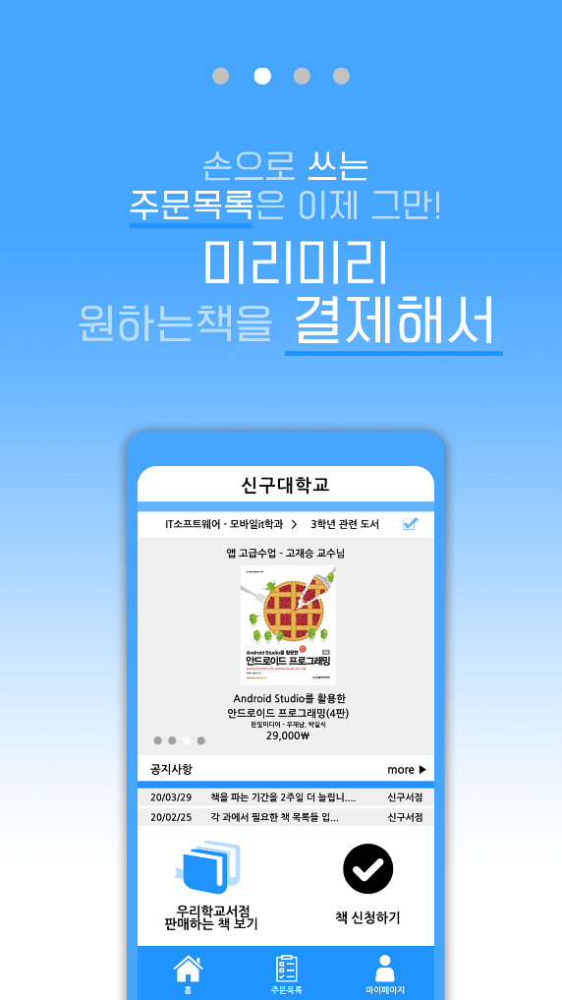 손으로 쓰는
주문목록은 이제 그만!
미리미리
원하는책을 결제해서
신구대학교
IT소프트웨어 - 모바일it학과 > 3학년 관련 도서
앱 고급수업 - 고재승 교수님
Android Studio를 활용한
안드로이드 프로그래밍
Android Studio를 활용한
안드로이드 프로그래밍(4판)
한빛미디어 - 우재남, 박길식
29,000₩
공지사항 more ▶
20/03/29 책을 파는 기간을 2주일 더 늘립니.... 신구서점
20/02/25 각 과에서 필요한 책 목록들 입... 신구서점
우리학교서점
판매하는 책 보기
책 신청하기
홈 주문목록 마이페이지